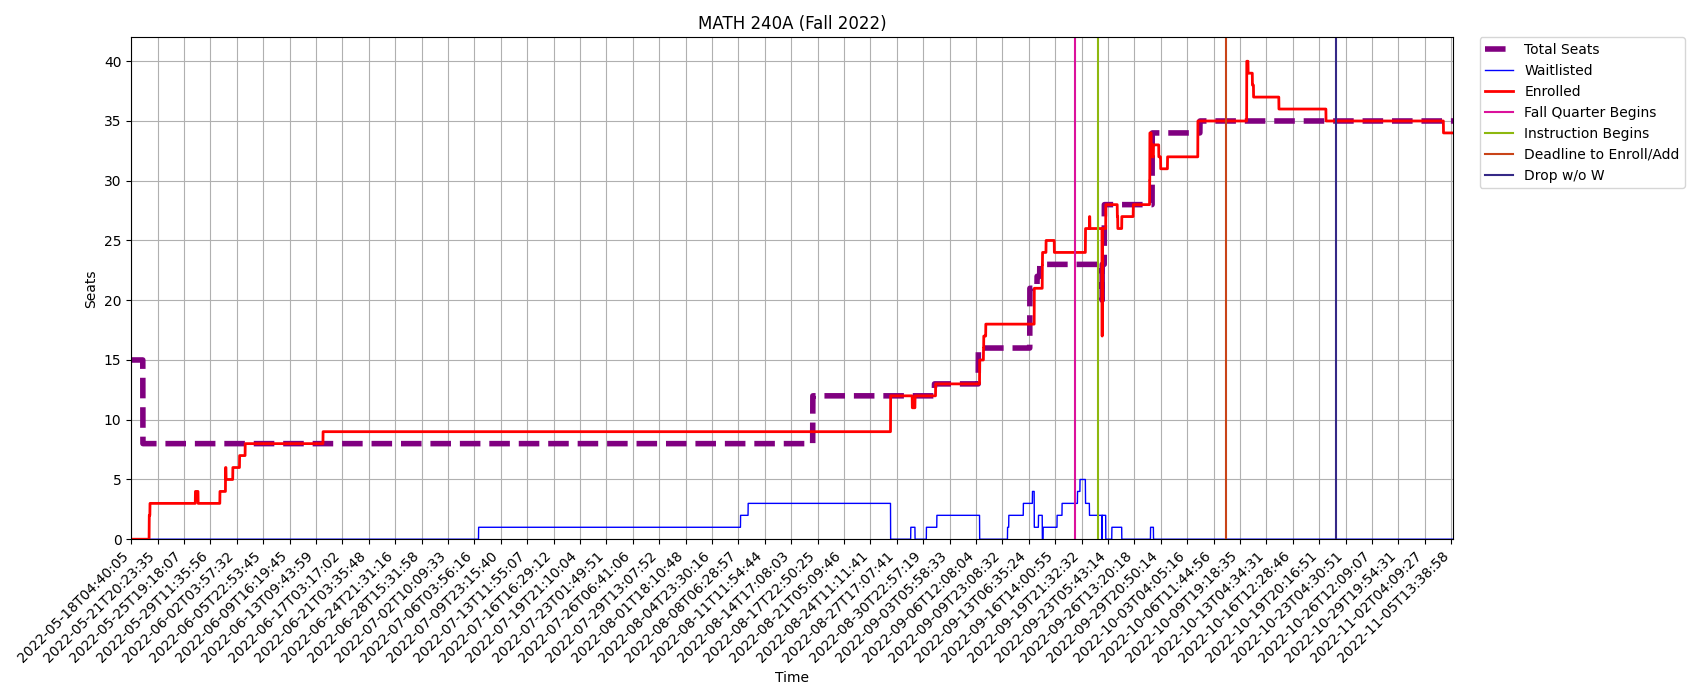 MATH 240A (Fall 2022)
Total Seats
Waitlisted
Enrolled
Fall Quarter Begins
Instruction Begins
Deadline to Enroll/Add
Drop w/o W
Seats
40
35
30
25
20
15
10
5
0
2022-05-18T04:40:05
2022-05-21T20:23:35
2022-05-25T19:18:07
2022-05-29T11:35:56
2022-06-02T03:57:32
2022-06-05T22:53:45
2022-06-09T16:19:45
2022-06-13T09:43:59
2022-06-17T03:17:02
2022-06-21T03:35:48
2022-06-24T21:31:16
2022-06-28T15:31:58
2022-07-02T10:09:33
2022-07-06T03:56:16
2022-07-09T23:15:40
2022-07-13T11:55:07
2022-07-16T16:29:12
2022-07-19T21:10:04
2022-07-23T01:49:51
2022-07-26T06:41:06
2022-07-29T13:07:52
2022-08-01T18:10:48
2022-08-04T23:30:16
2022-08-08T06:28:57
2022-08-11T11:54:44
2022-08-14T17:08:03
2022-08-17T22:50:25
2022-08-21T05:09:46
2022-08-24T11:11:41
2022-08-27T17:07:41
2022-08-30T22:57:19
2022-09-03T05:58:33
2022-09-06T12:08:04
2022-09-09T23:08:32
2022-09-13T06:35:24
2022-09-16T14:00:55
2022-09-19T21:32:32
2022-09-23T05:43:14
2022-09-26T13:20:18
2022-09-29T20:50:14
2022-10-03T04:05:16
2022-10-06T11:44:56
2022-10-09T19:18:35
2022-10-13T04:34:31
2022-10-16T12:28:46
2022-10-19T20:16:51
2022-10-23T04:30:51
2022-10-26T12:09:07
2022-10-29T19:54:31
2022-11-02T04:09:27
2022-11-05T13:38:58
Time